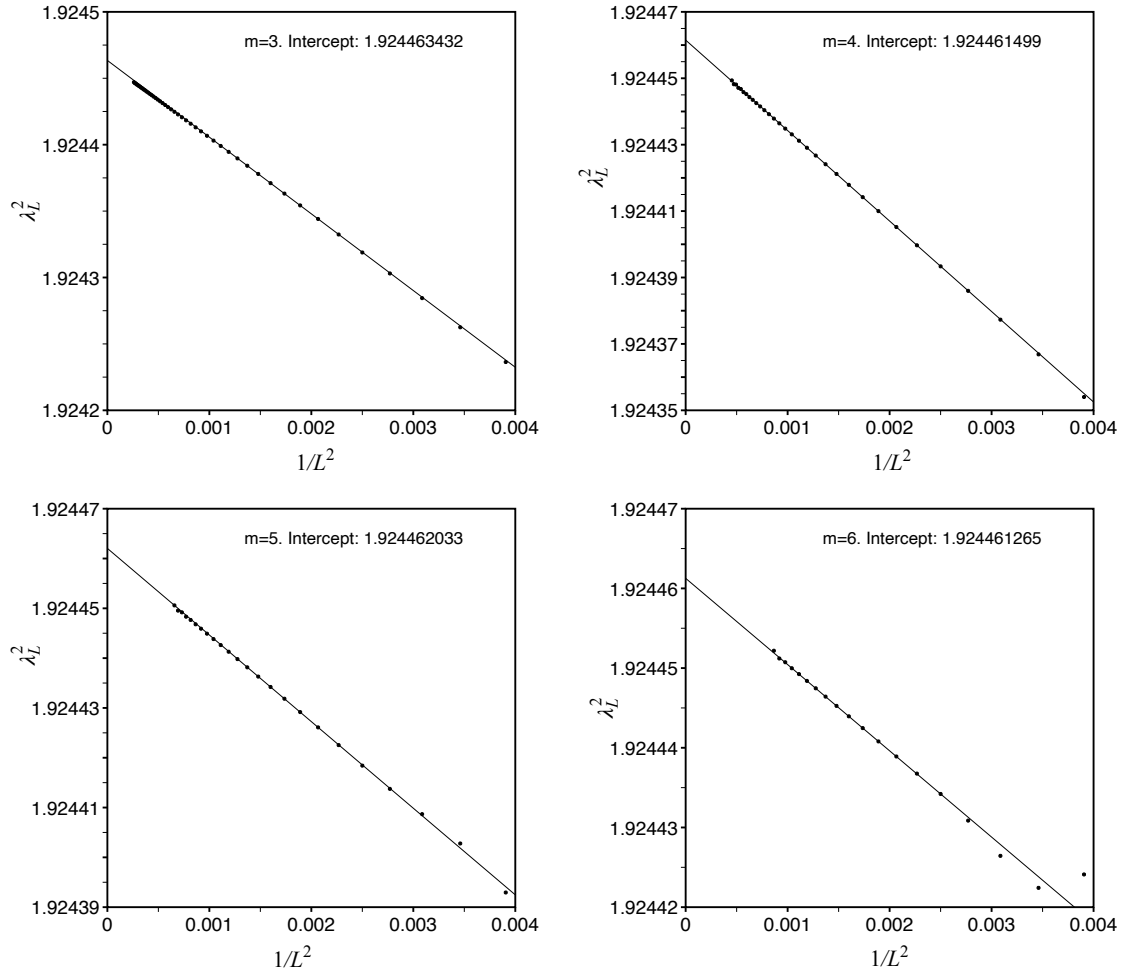 m=3. Intercept: 1.924463432
1.9245
1.9244
1.9243
1.9242
λ_L^2
0 0.001 0.002 0.003 0.004
1/L^2
m=4. Intercept: 1.924461499
1.92447
1.92445
1.92443
1.92441
1.92439
1.92437
1.92435
λ_L^2
0 0.001 0.002 0.003 0.004
1/L^2
m=5. Intercept: 1.924462033
1.92447
1.92445
1.92443
1.92441
1.92439
λ_L^2
0 0.001 0.002 0.003 0.004
1/L^2
m=6. Intercept: 1.924461265
1.92447
1.92446
1.92445
1.92444
1.92443
1.92442
λ_L^2
0 0.001 0.002 0.003 0.004
1/L^2